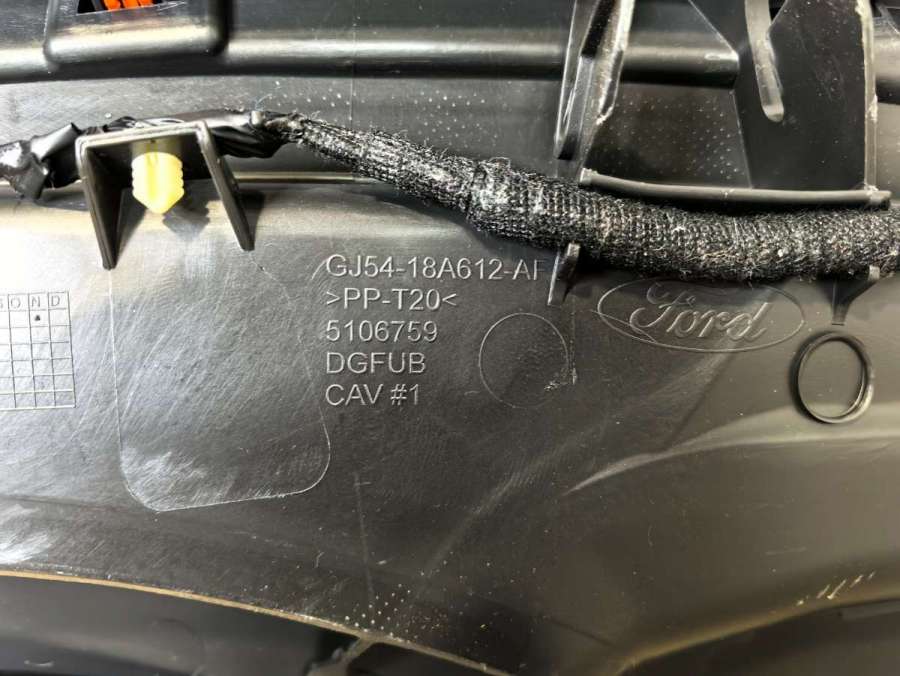 GJ54-18A612-AF
>PP-T20<
5106759
DGFUB
CAV #1
Ford
O N D